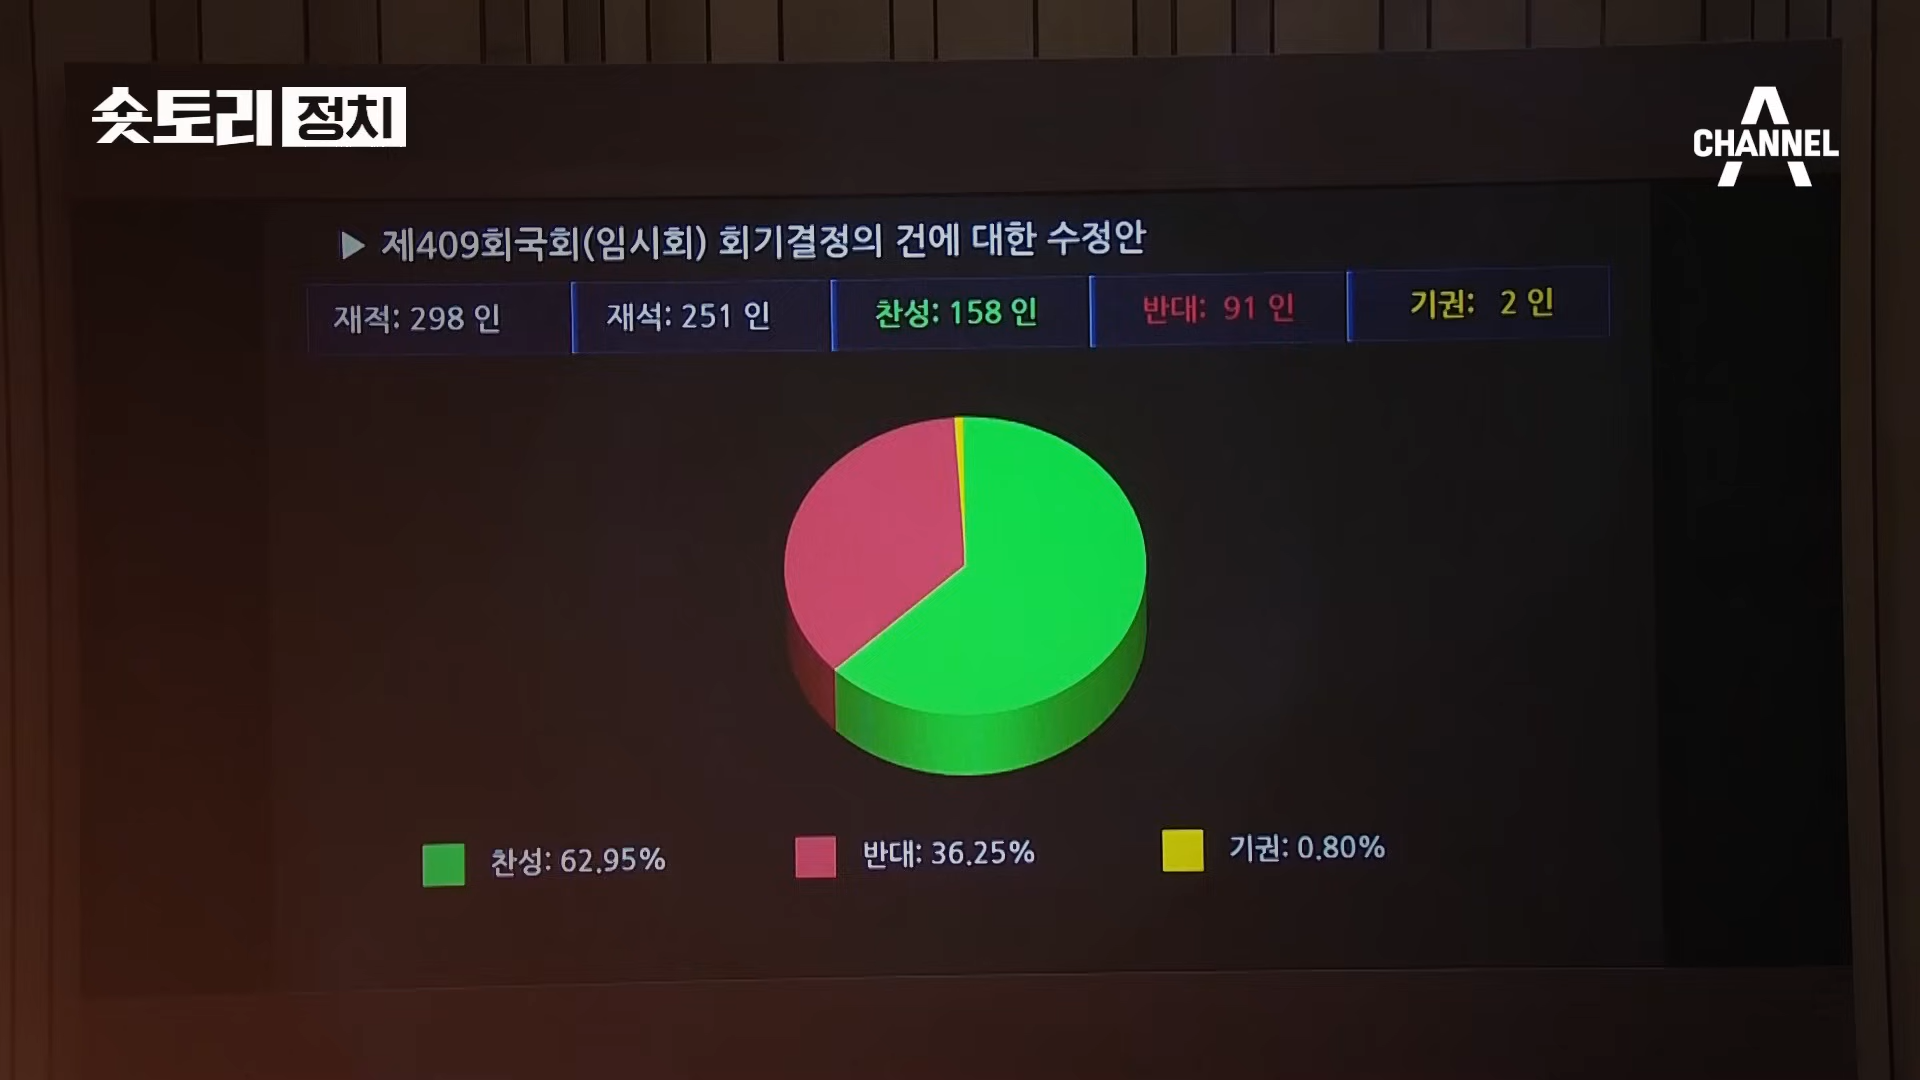 숏토리 정치
CHANNEL A
▶ 제409회국회(임시회) 회기결정의 건에 대한 수정안
재적: 298 인 재석: 251 인 찬성: 158 인 반대: 91 인 기권: 2 인
찬성: 62.95% 반대: 36.25% 기권: 0.80%